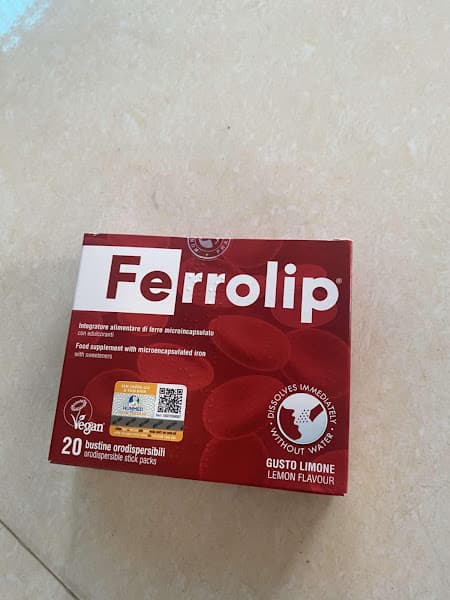 Ferrolip®
Integratore alimentare di ferro microincapsulato
con edulcoranti
Food supplement with microencapsulated iron
with sweeteners
HUNMED
Vegan
20 bustine orodispersibili
orodispersible stick packs
DISSOLVES IMMEDIATELY
• WITHOUT WATER •
GUSTO LIMONE
LEMON FLAVOUR